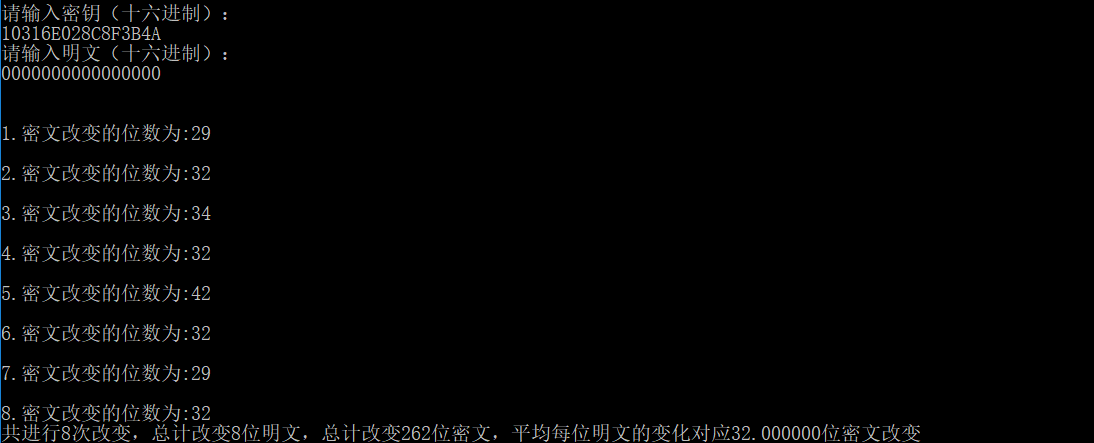 请输入密钥（十六进制）：
10316E028C8F3B4A
请输入明文（十六进制）：
0000000000000000
1.密文改变的位数为:29
2.密文改变的位数为:32
3.密文改变的位数为:34
4.密文改变的位数为:32
5.密文改变的位数为:42
6.密文改变的位数为:32
7.密文改变的位数为:29
8.密文改变的位数为:32
共进行8次改变，总计改变8位明文，总计改变262位密文，平均每位明文的变化对应32.000000位密文改变